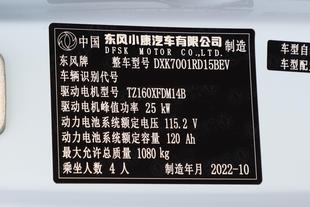 中国 东风小康汽车有限公司 制造
DFSK MOTOR CO., LTD.
东风牌 整车型号 DXK7001RD15BEV
车辆识别代号
驱动电机型号 TZ160XFDM14B
驱动电机峰值功率 25 kW
动力电池系统额定电压 115.2 V
动力电池系统额定容量 120 Ah
最大允许总质量 1080 kg
乘坐人数 4 人 制造年月 2022-10
车型自
车型配